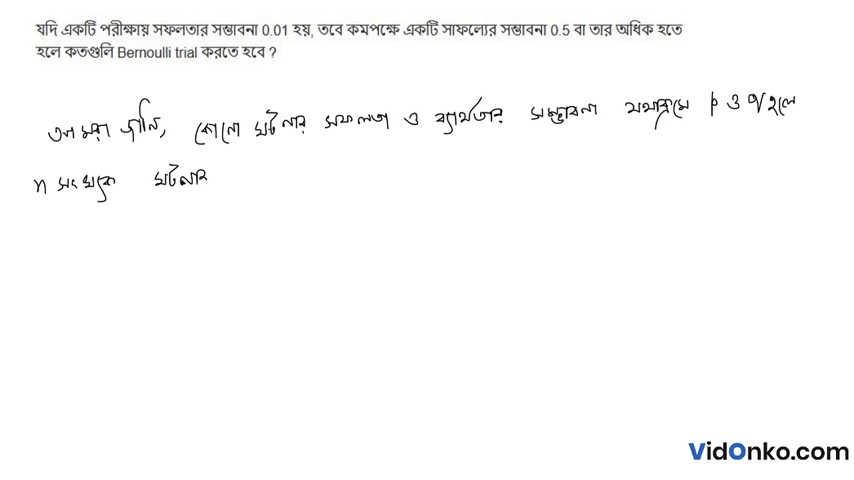 যদি একটি পরীক্ষায় সফলতার সম্ভাবনা 0.01 হয়, তবে কমপক্ষে একটি সাফল্যের সম্ভাবনা 0.5 বা তার অধিক হতে
হলে কতগুলি Bernoulli trial করতে হবে ?
আমরা জানি, কোনো ঘটনার সফলতা ও ব্যার্থতার সম্ভাবনা যথাক্রমে p ও q হলে
n সংখ্যক ঘটনার
VidOnko.com